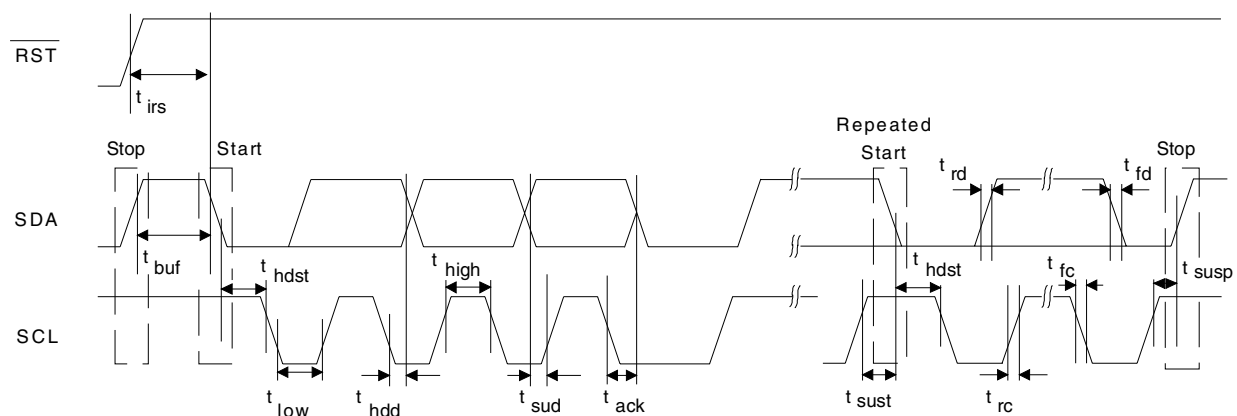 RST
t irs
Repeated
Stop
Start
Start
Stop
t rd
t fd
SDA
t buf
t hdst
t high
t hdst
t fc
t susp
SCL
t low
t hdd
t sud
t ack
t sust
t rc